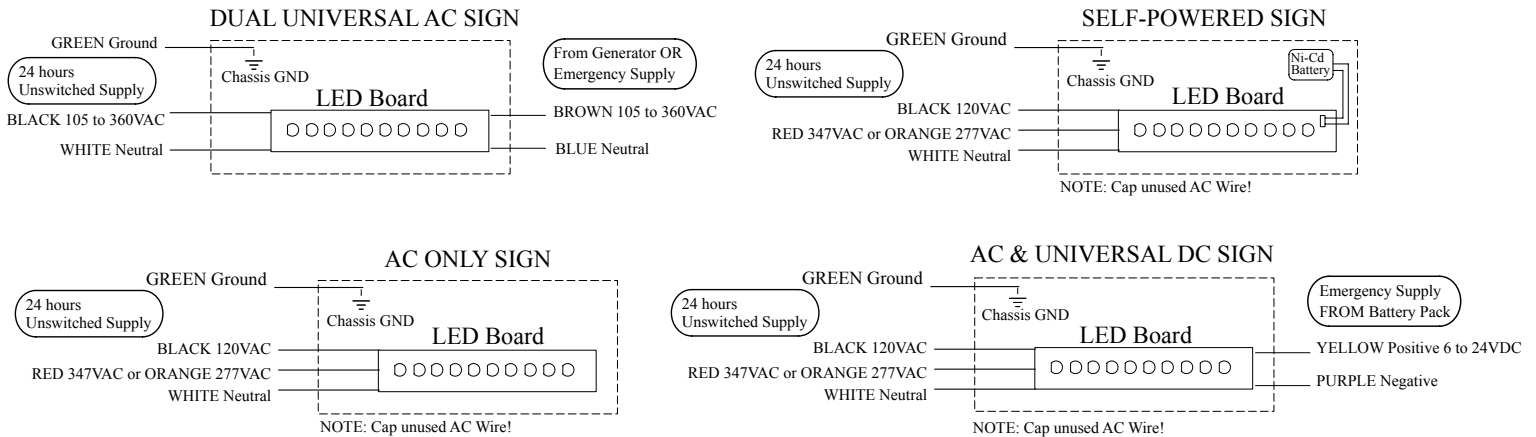 DUAL UNIVERSAL AC SIGN
GREEN Ground
Chassis GND
24 hours
Unswitched Supply
From Generator OR
Emergency Supply
LED Board
BLACK 105 to 360VAC
BROWN 105 to 360VAC
WHITE Neutral
BLUE Neutral
SELF-POWERED SIGN
GREEN Ground
Chassis GND
Ni-Cd
Battery
24 hours
Unswitched Supply
LED Board
BLACK 120VAC
RED 347VAC or ORANGE 277VAC
WHITE Neutral
NOTE: Cap unused AC Wire!
AC ONLY SIGN
GREEN Ground
24 hours
Unswitched Supply
Chassis GND
LED Board
BLACK 120VAC
RED 347VAC or ORANGE 277VAC
WHITE Neutral
NOTE: Cap unused AC Wire!
AC & UNIVERSAL DC SIGN
GREEN Ground
24 hours
Unswitched Supply
Chassis GND
Emergency Supply
FROM Battery Pack
LED Board
BLACK 120VAC
YELLOW Positive 6 to 24VDC
RED 347VAC or ORANGE 277VAC
PURPLE Negative
WHITE Neutral
NOTE: Cap unused AC Wire!